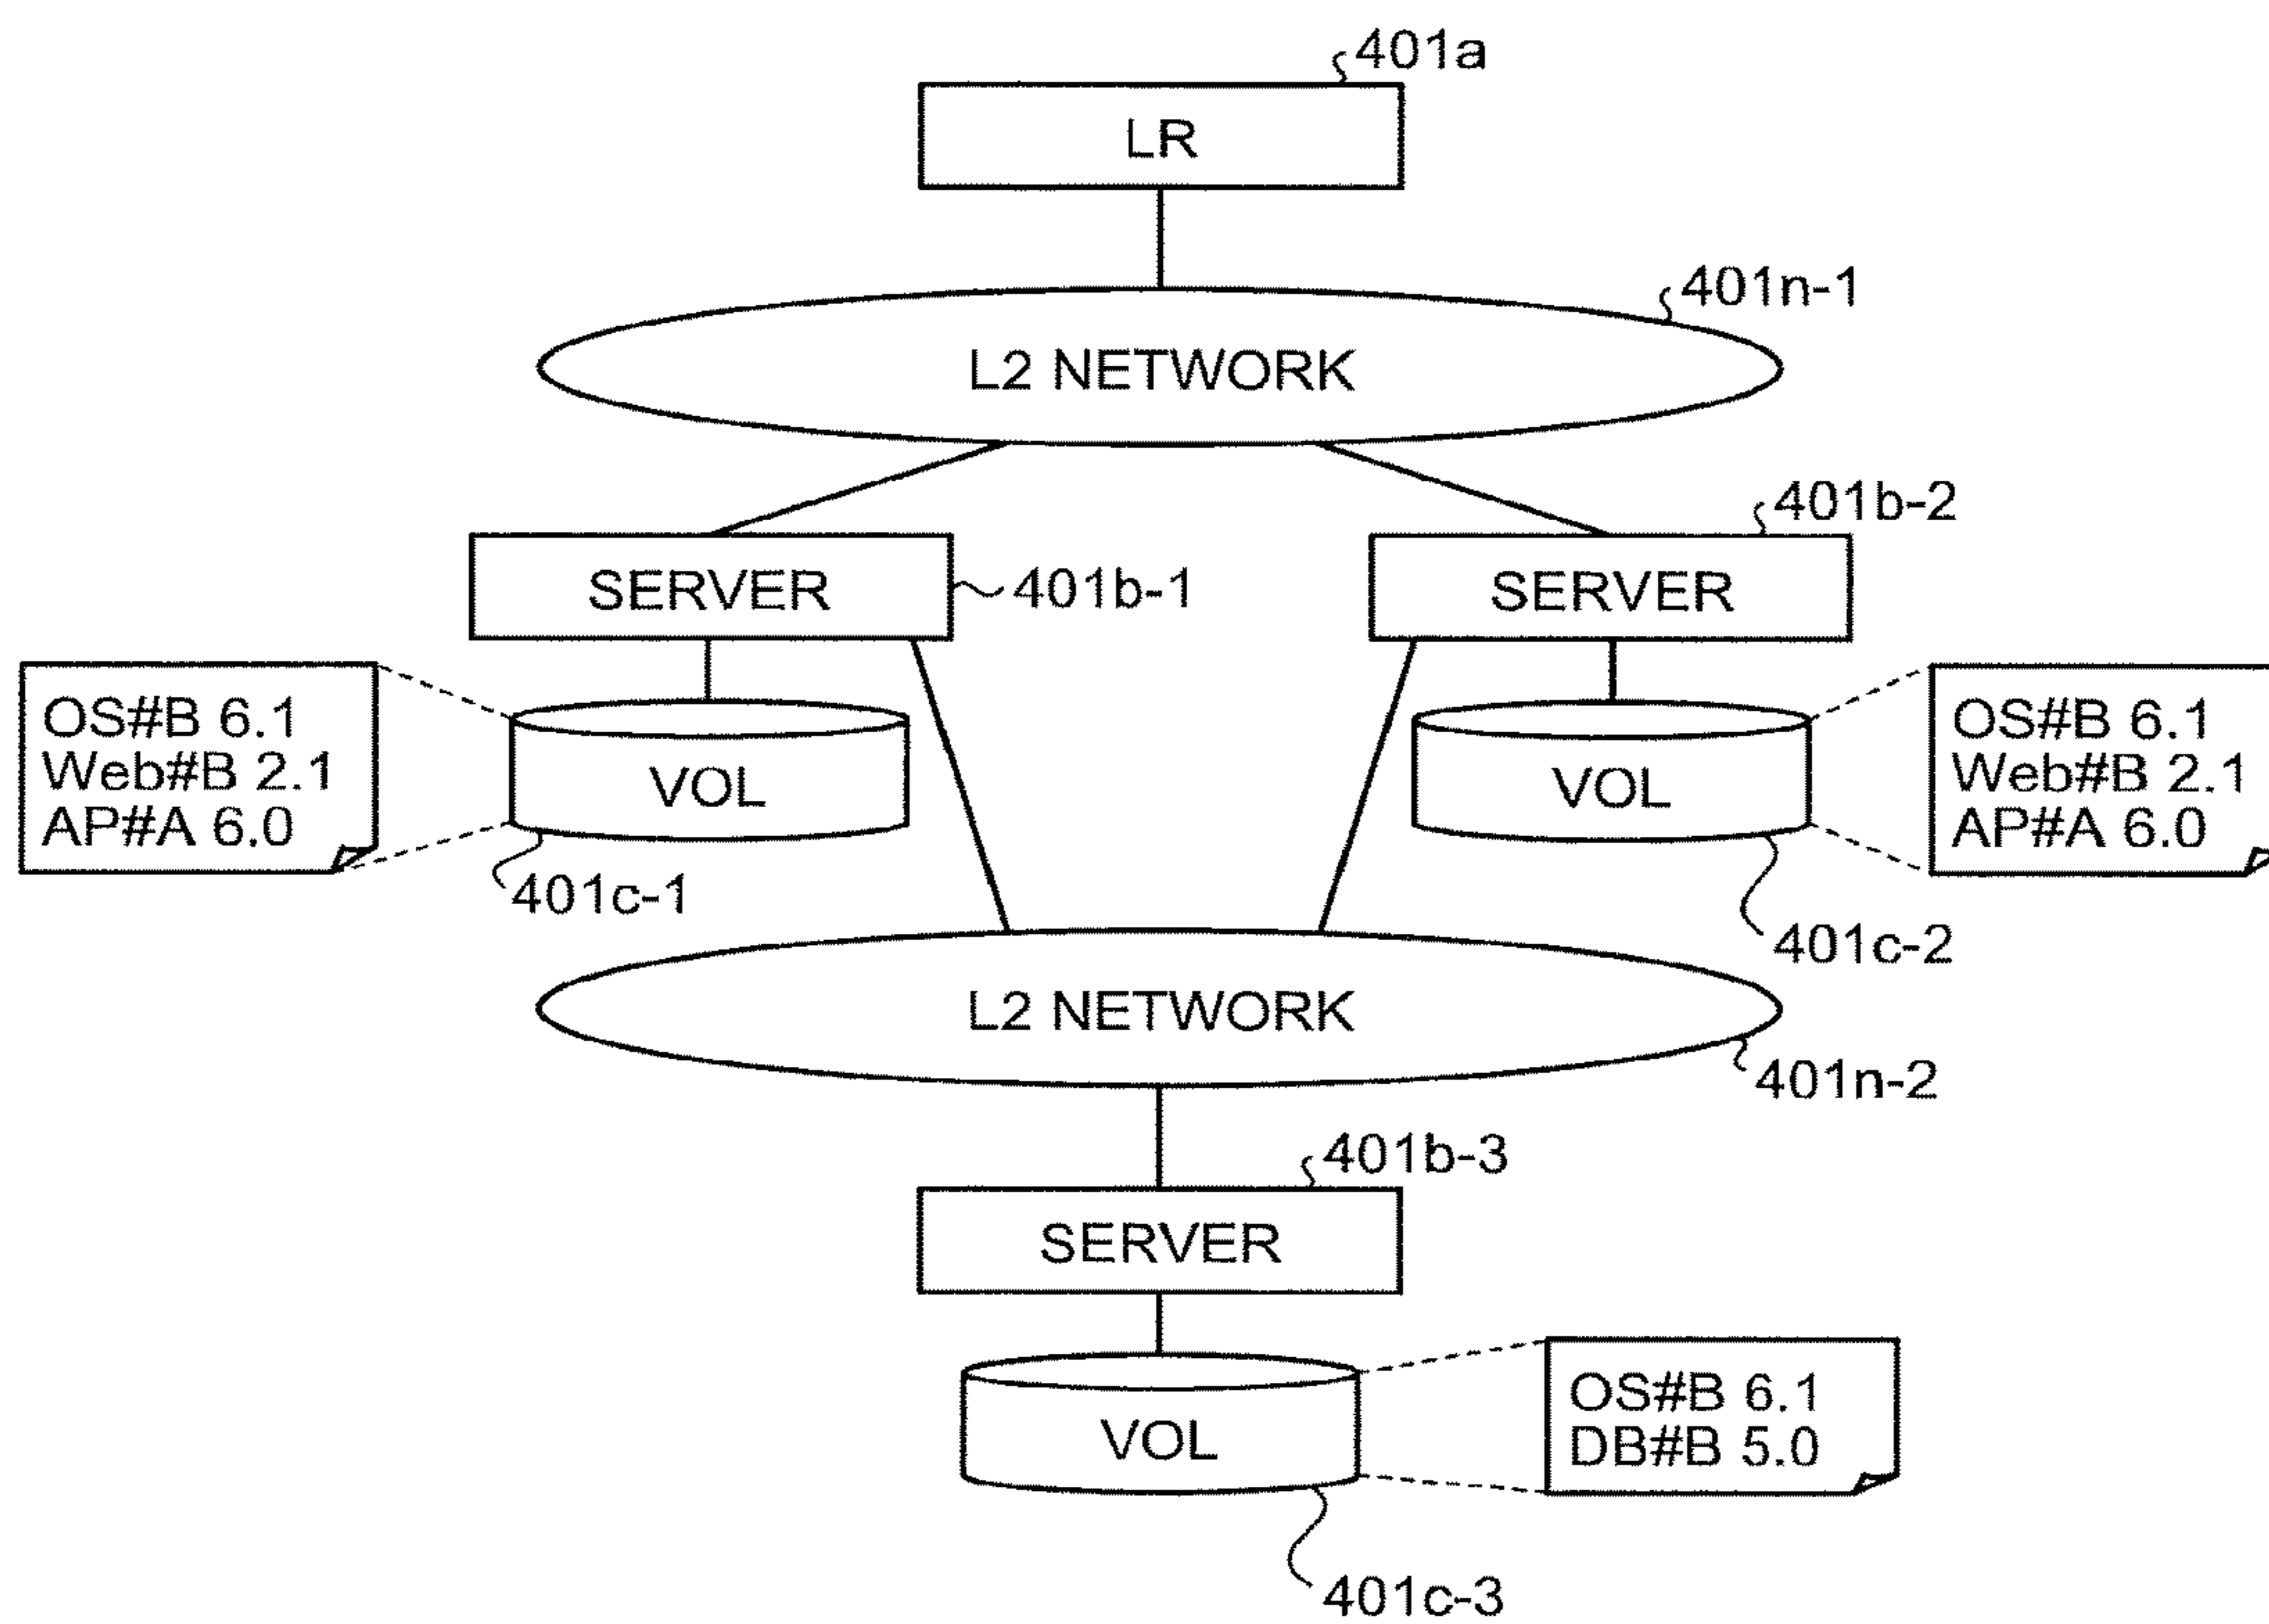 401a
LR
401n-1
L2 NETWORK
401b-2
SERVER
401b-1
SERVER
OS#B 6.1
Web#B 2.1
AP#A 6.0
VOL
VOL
OS#B 6.1
Web#B 2.1
AP#A 6.0
401c-1
401c-2
L2 NETWORK
401n-2
401b-3
SERVER
VOL
OS#B 6.1
DB#B 5.0
401c-3